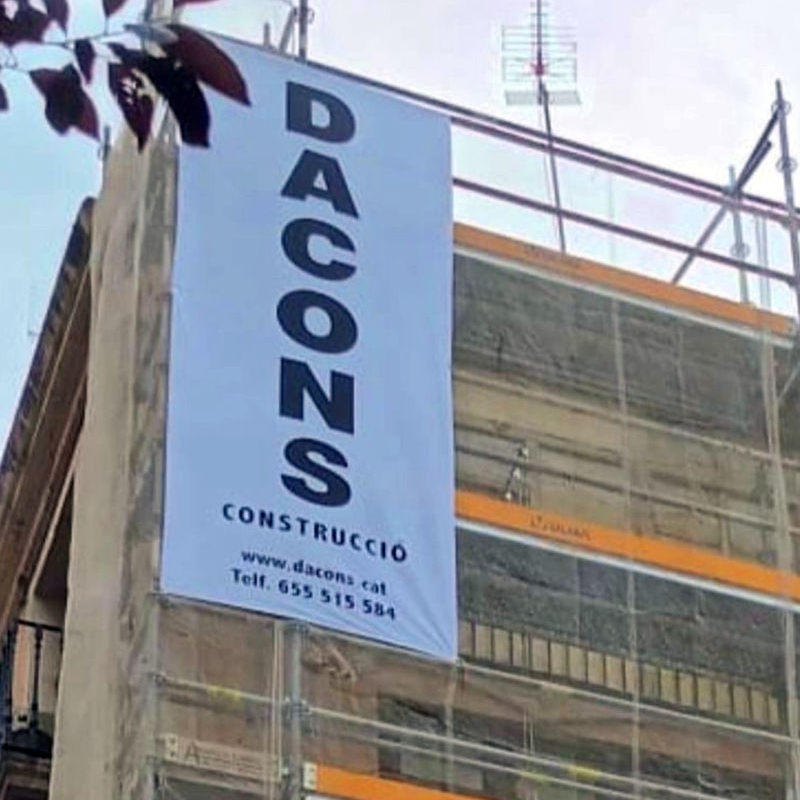 DACONS
CONSTRUCCIÓ
www.dacons.cat
Telf. 655 515 584